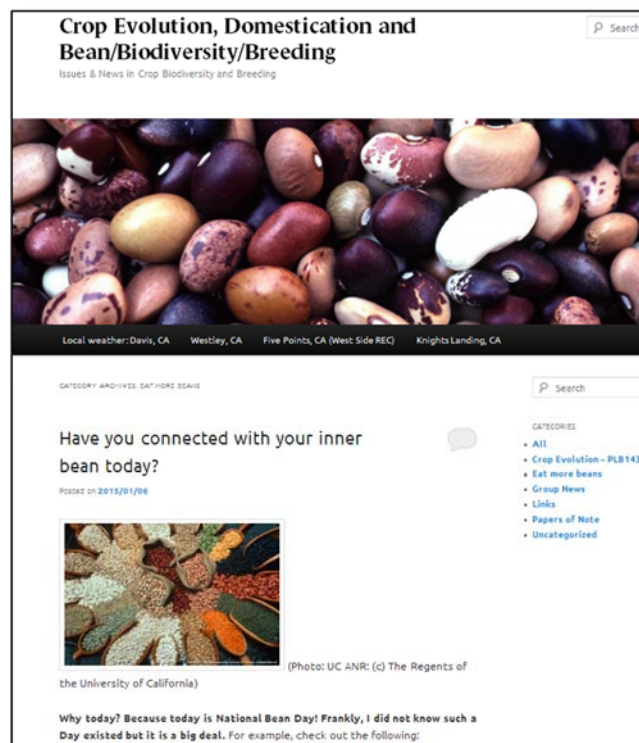 Crop Evolution, Domestication and
Bean/Biodiversity/Breeding
Issues & News in Crop Biodiversity and Breeding
Search
Local weather: Davis, CA
Westley, CA
Five Points, CA (West Side REC)
Knights Landing, CA
CATEGORY ARCHIVES: EAT MORE BEANS
Search
Have you connected with your inner
bean today?
Posted on 2015/01/06
(Photo: UC ANR: (c) The Regents of
the University of California)
Why today? Because today is National Bean Day! Frankly, I did not know such a
Day existed but it is a big deal. For example, check out the following:
CATEGORIES
All
Crop Evolution – PLB143
Eat more beans
Group News
Links
Papers of Note
Uncategorized